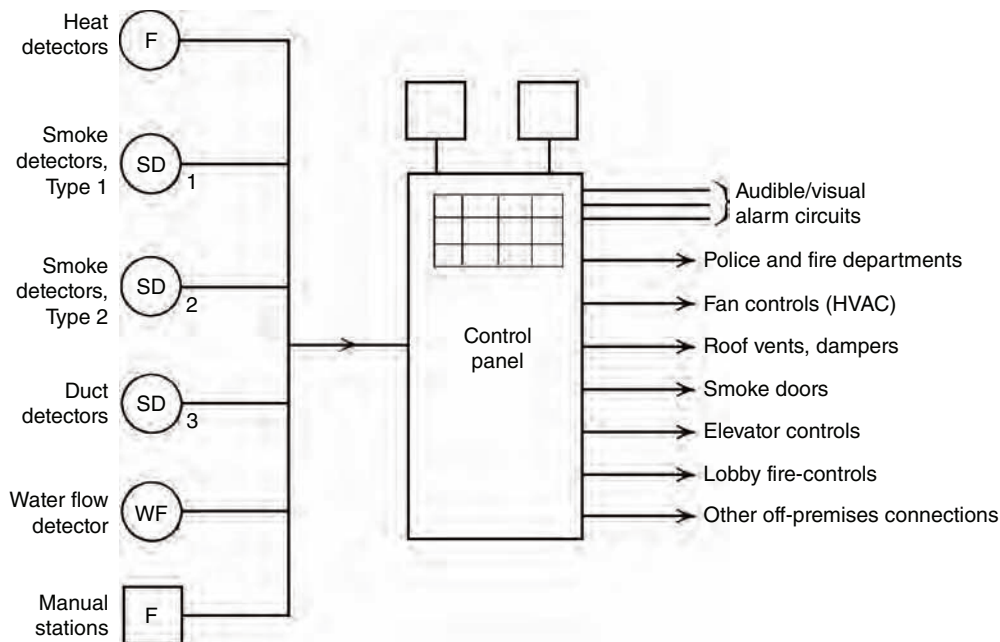 Heat
detectors
F
Smoke
detectors,
Type 1
SD
1
Smoke
detectors,
Type 2
SD
2
Duct
detectors
SD
3
Water flow
detector
WF
Manual
stations
F
Control
panel
Audible/visual
alarm circuits
Police and fire departments
Fan controls (HVAC)
Roof vents, dampers
Smoke doors
Elevator controls
Lobby fire-controls
Other off-premises connections